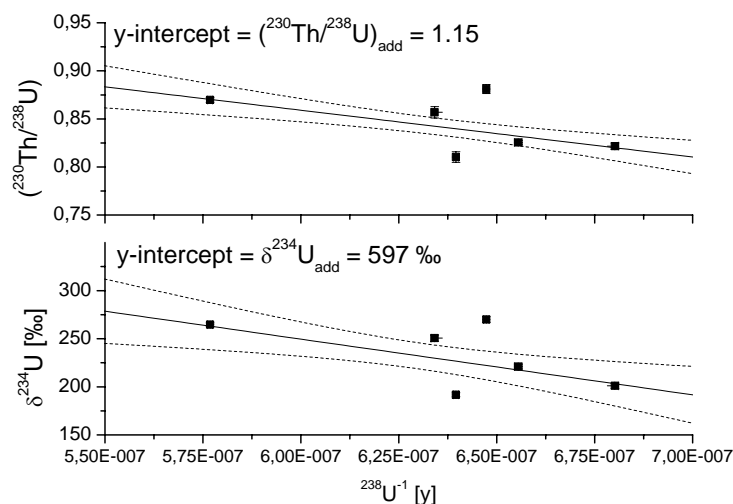 y-intercept = (²³⁰Th/²³⁸U)add = 1.15
0,95
0,90
0,85
0,80
0,75
(²³⁰Th/²³⁸U)
y-intercept = δ²³⁴Uadd = 597 ‰
300
250
200
150
δ²³⁴U [‰]
5,50E-007 5,75E-007 6,00E-007 6,25E-007 6,50E-007 6,75E-007 7,00E-007
²³⁸U⁻¹ [y]